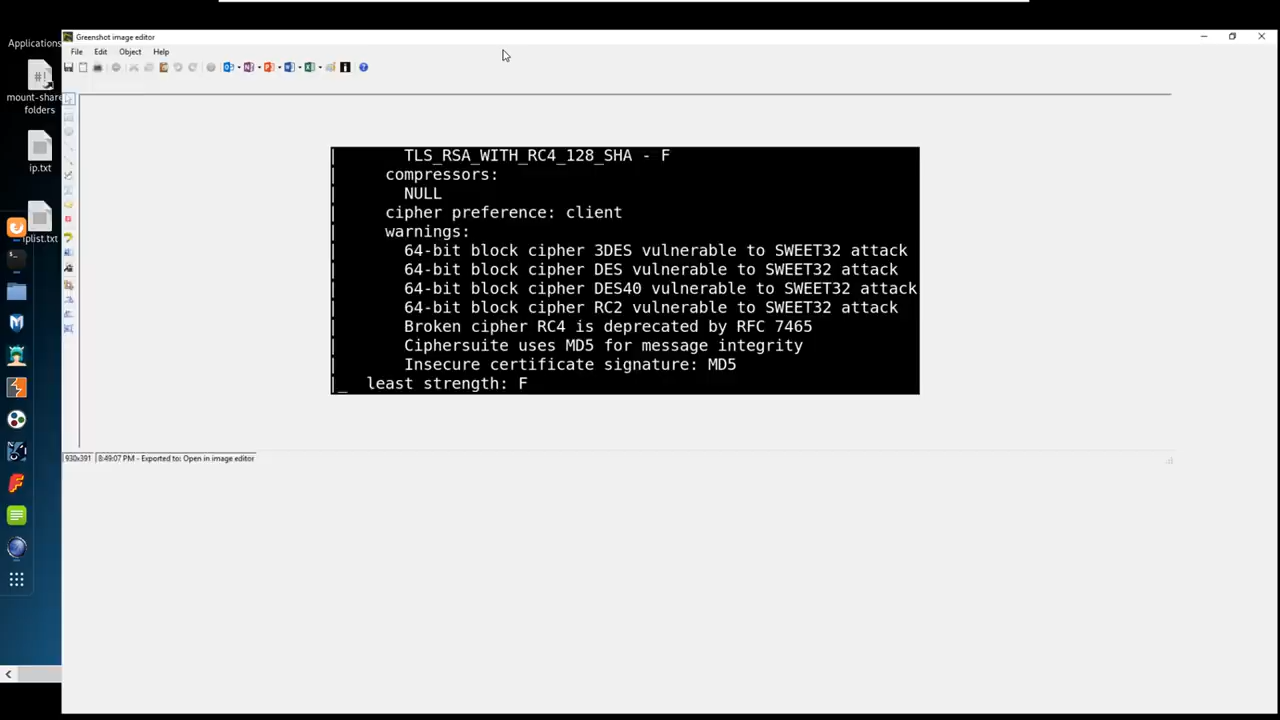 Applications
Greenshot image editor
File Edit Object Help
mount-share
folders
ip.txt
iplist.txt
| TLS_RSA_WITH_RC4_128_SHA - F
| compressors:
| NULL
| cipher preference: client
| warnings:
| 64-bit block cipher 3DES vulnerable to SWEET32 attack
| 64-bit block cipher DES vulnerable to SWEET32 attack
| 64-bit block cipher DES40 vulnerable to SWEET32 attack
| 64-bit block cipher RC2 vulnerable to SWEET32 attack
| Broken cipher RC4 is deprecated by RFC 7465
| Ciphersuite uses MD5 for message integrity
| Insecure certificate signature: MD5
|_ least strength: F
930x391 8:49:07 PM - Exported to: Open in image editor